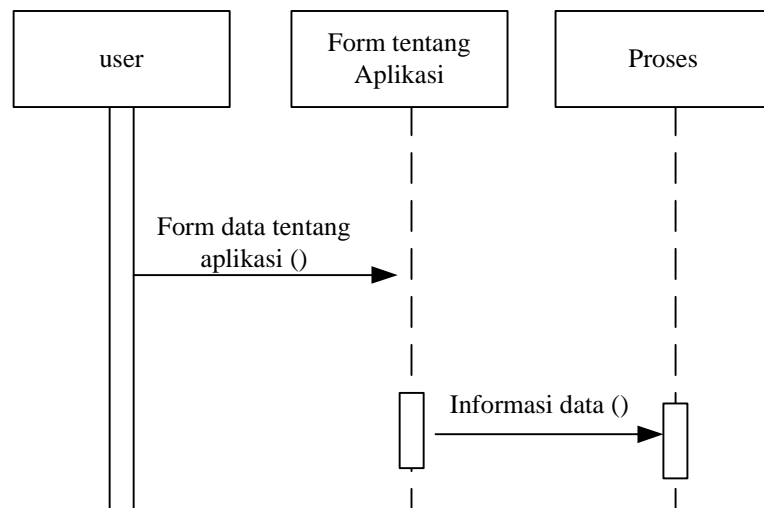 user
Form tentang
Aplikasi
Proses
Form data tentang
aplikasi ()
Informasi data ()